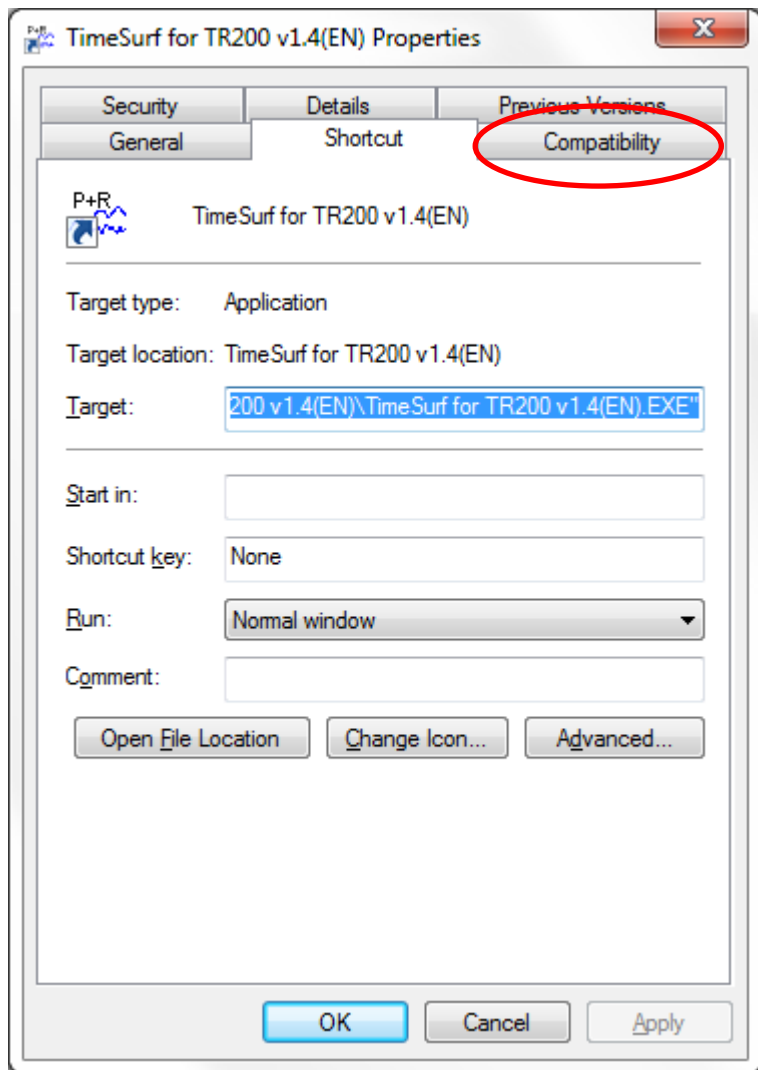 TimeSurf for TR200 v1.4(EN) Properties
Security Details Previous Versions
General Shortcut Compatibility
P+R
TimeSurf for TR200 v1.4(EN)
Target type: Application
Target location: TimeSurf for TR200 v1.4(EN)
Target: 200 v1.4(EN)\TimeSurf for TR200 v1.4(EN).EXE"
Start in:
Shortcut key: None
Run: Normal window
Comment:
Open File Location Change Icon... Advanced...
OK Cancel Apply